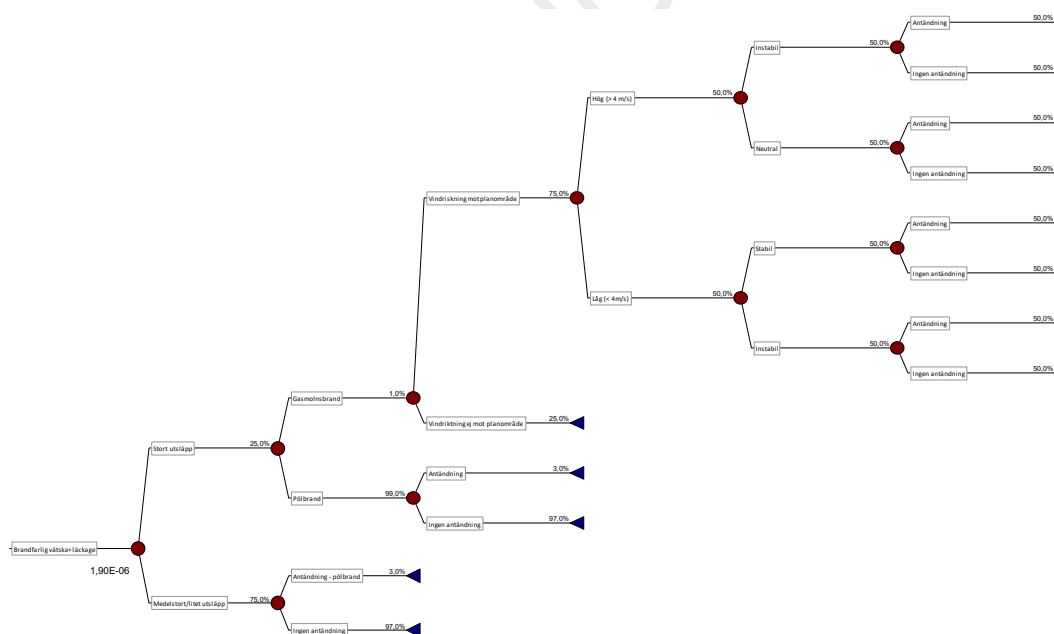 Antändning 50,0%
Instabil 50,0%
Ingen antändning 50,0%
Hög (> 4 m/s) 50,0%
Antändning 50,0%
Neutral 50,0%
Ingen antändning 50,0%
Vindriskning mot planområde 75,0%
Antändning 50,0%
Stabil 50,0%
Ingen antändning 50,0%
Låg (< 4m/s) 50,0%
Antändning 50,0%
Instabil 50,0%
Ingen antändning 50,0%
Gasmolnsbrand 1,0%
Vindriktning ej mot planområde 25,0%
Stort utsläpp 25,0%
Antändning 3,0%
Pölbrand 99,0%
Ingen antändning 97,0%
Brandfarlig vätska+läckage
1,90E-06
Antändning - pölbrand 3,0%
Medelstort/litet utsläpp 75,0%
Ingen antändning 97,0%